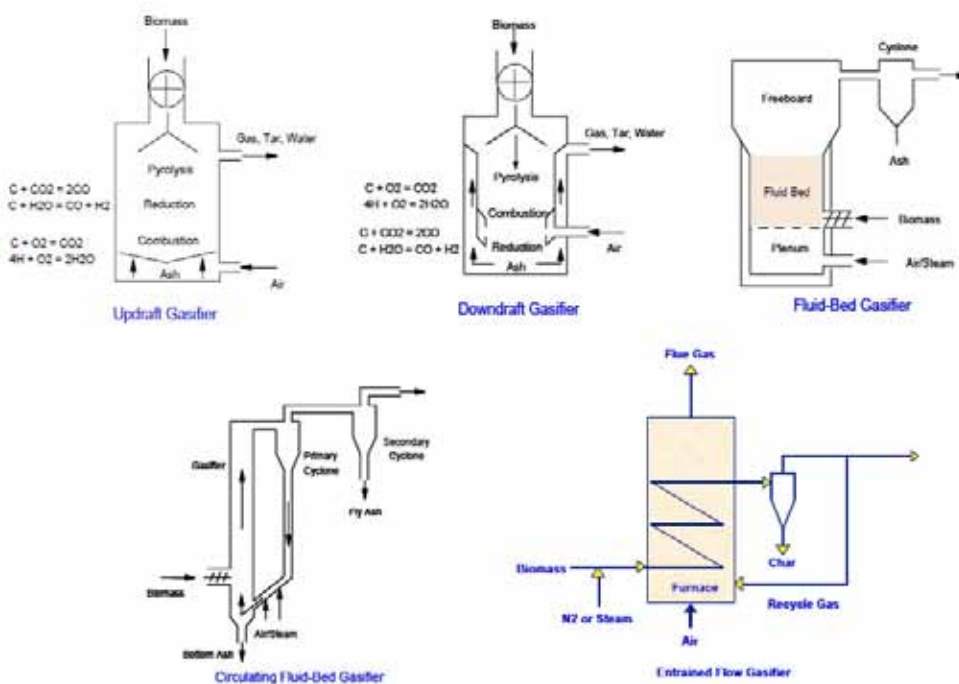 Biomass
Gas, Tar, Water
Pyrolysis
C + CO2 = 2CO
C + H2O = CO + H2
Reduction
C + O2 = CO2
4H + O2 = 2H2O
Combustion
Ash
Air
Updraft Gasifier
Biomass
Gas, Tar, Water
C + O2 = CO2
4H + O2 = 2H2O
Pyrolysis
Combustion
C + CO2 = 2CO
C + H2O = CO + H2
Reduction
Air
Ash
Downdraft Gasifier
Cyclone
Freeboard
Ash
Fluid Bed
Biomass
Plenum
Air/Steam
Fluid-Bed Gasifier
Gasifier
Primary
Cyclone
Secondary
Cyclone
Fly Ash
Biomass
Air/Steam
Bottom Ash
Circulating Fluid-Bed Gasifier
Flue Gas
Biomass
Furnace
Char
N2 or Steam
Recycle Gas
Air
Entrained Flow Gasifier